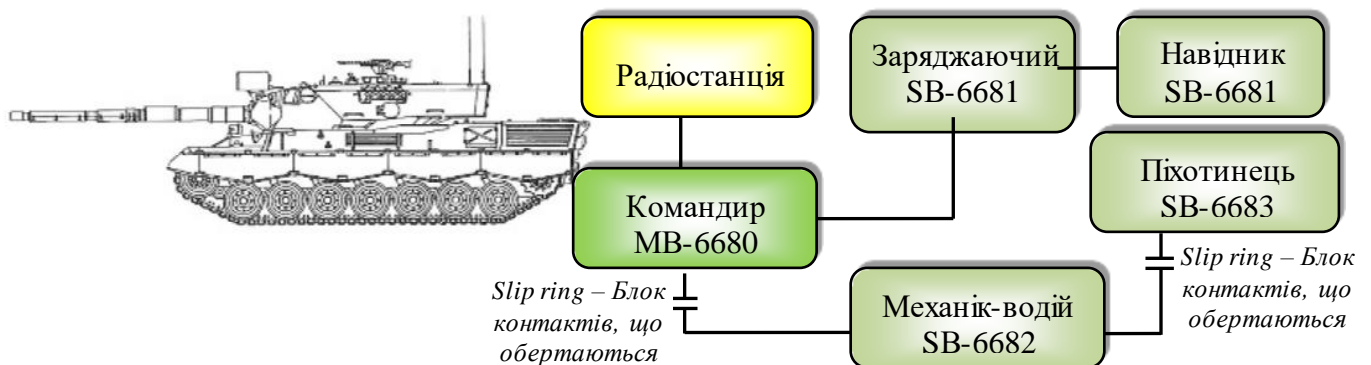 Радіостанція
Заряджаючий
SB-6681
Навідник
SB-6681
Командир
МВ-6680
Піхотинець
SB-6683
Slip ring – Блок
контактів, що
обертаються
Механік-водій
SB-6682
Slip ring – Блок
контактів, що
обертаються